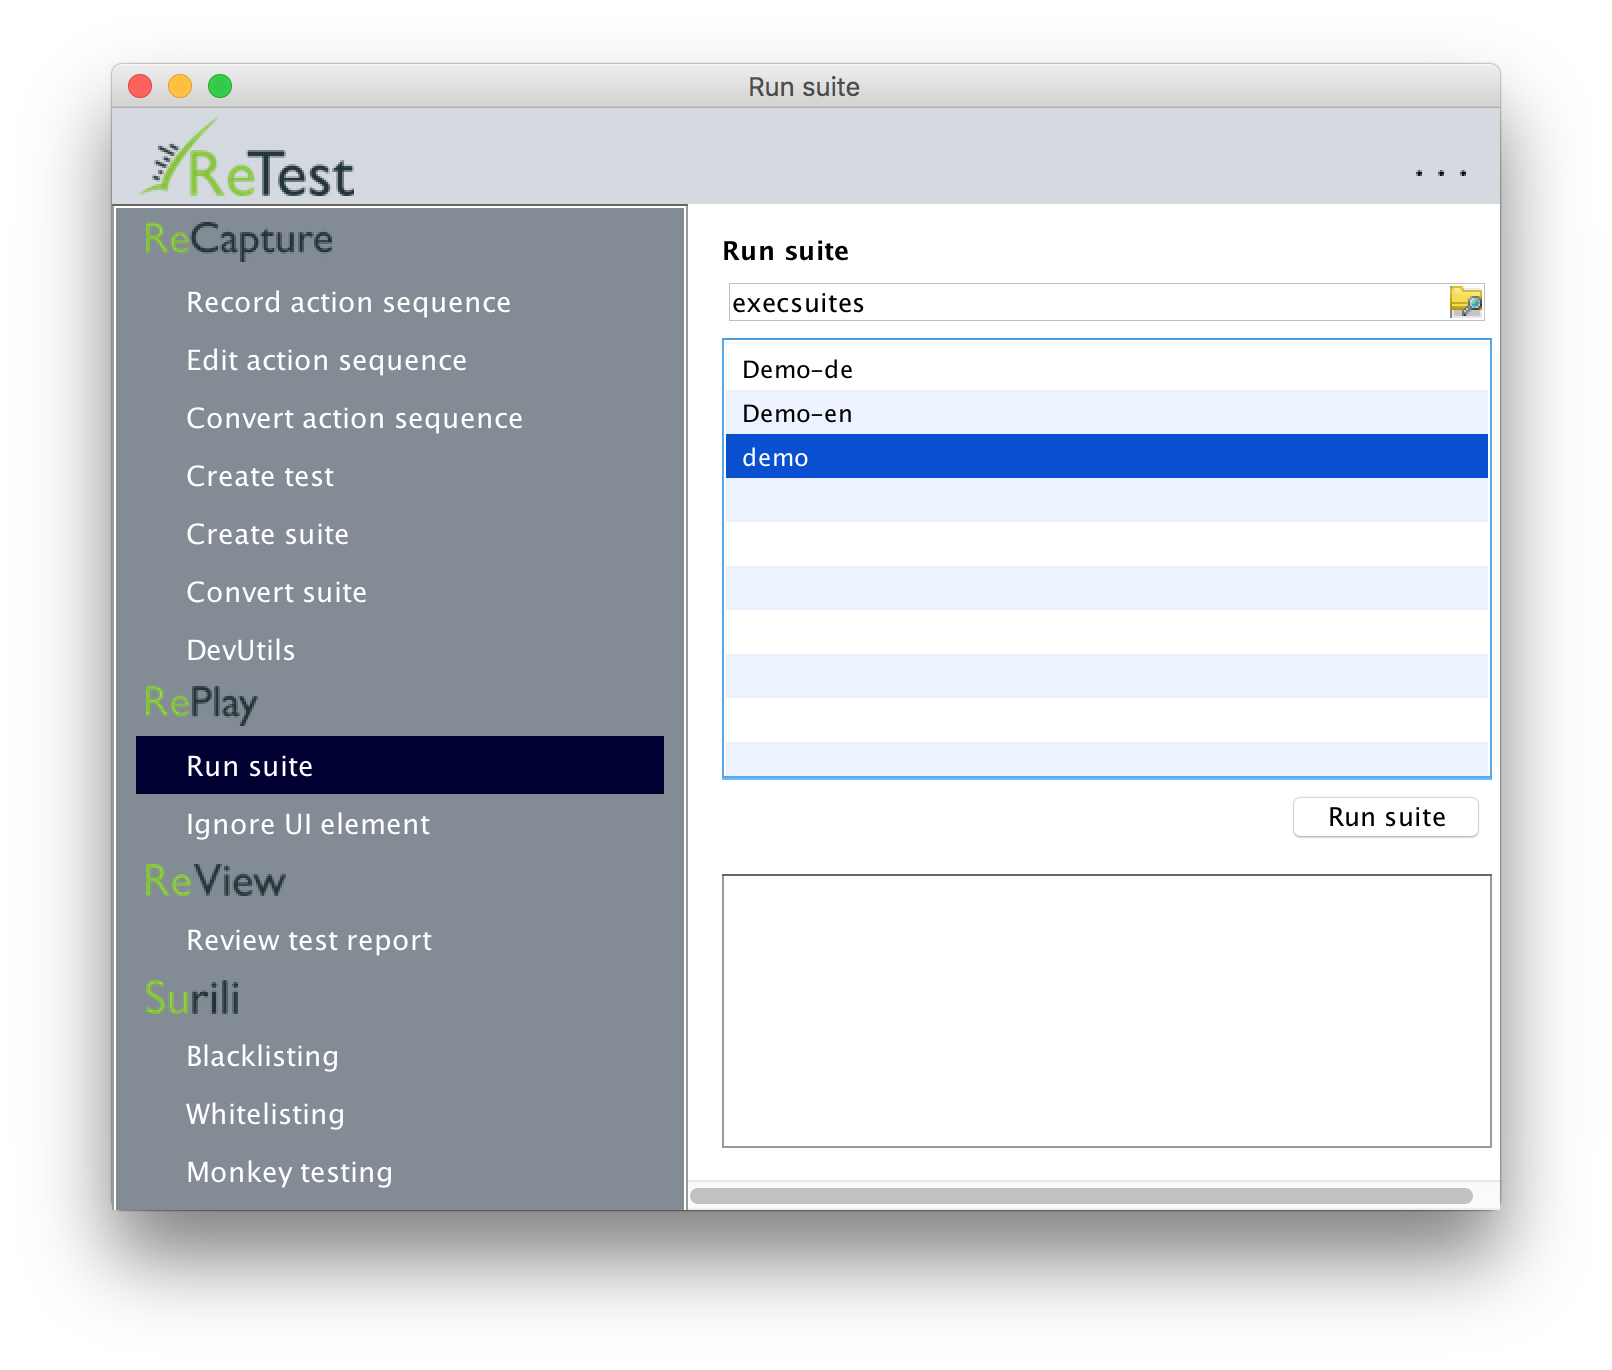 Run suite
ReTest
...
ReCapture
Record action sequence
Edit action sequence
Convert action sequence
Create test
Create suite
Convert suite
DevUtils
RePlay
Run suite
Ignore UI element
ReView
Review test report
Surili
Blacklisting
Whitelisting
Monkey testing
Run suite
execsuites
Demo-de
Demo-en
demo
Run suite